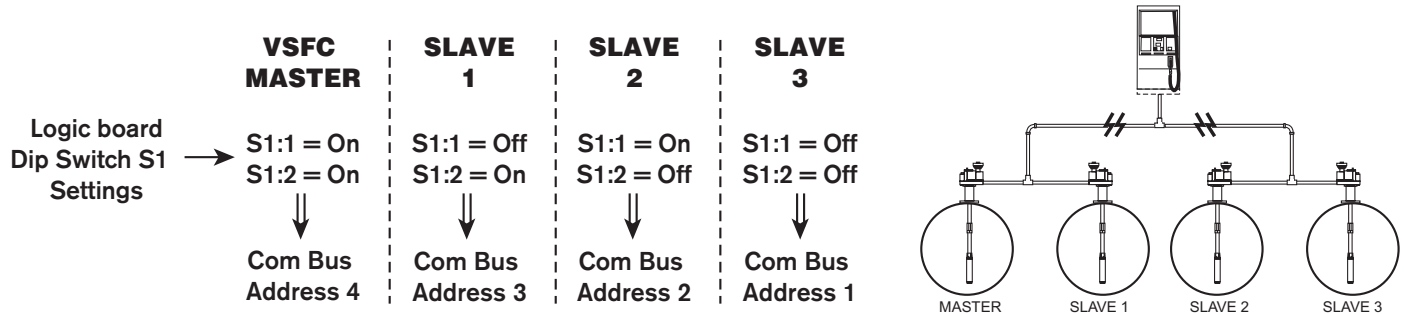 VSFC
MASTER
SLAVE
1
SLAVE
2
SLAVE
3
Logic board
Dip Switch S1
Settings
S1:1 = On
S1:2 = On
S1:1 = Off
S1:2 = On
S1:1 = On
S1:2 = Off
S1:1 = Off
S1:2 = Off
Com Bus
Address 4
Com Bus
Address 3
Com Bus
Address 2
Com Bus
Address 1
MASTER
SLAVE 1
SLAVE 2
SLAVE 3